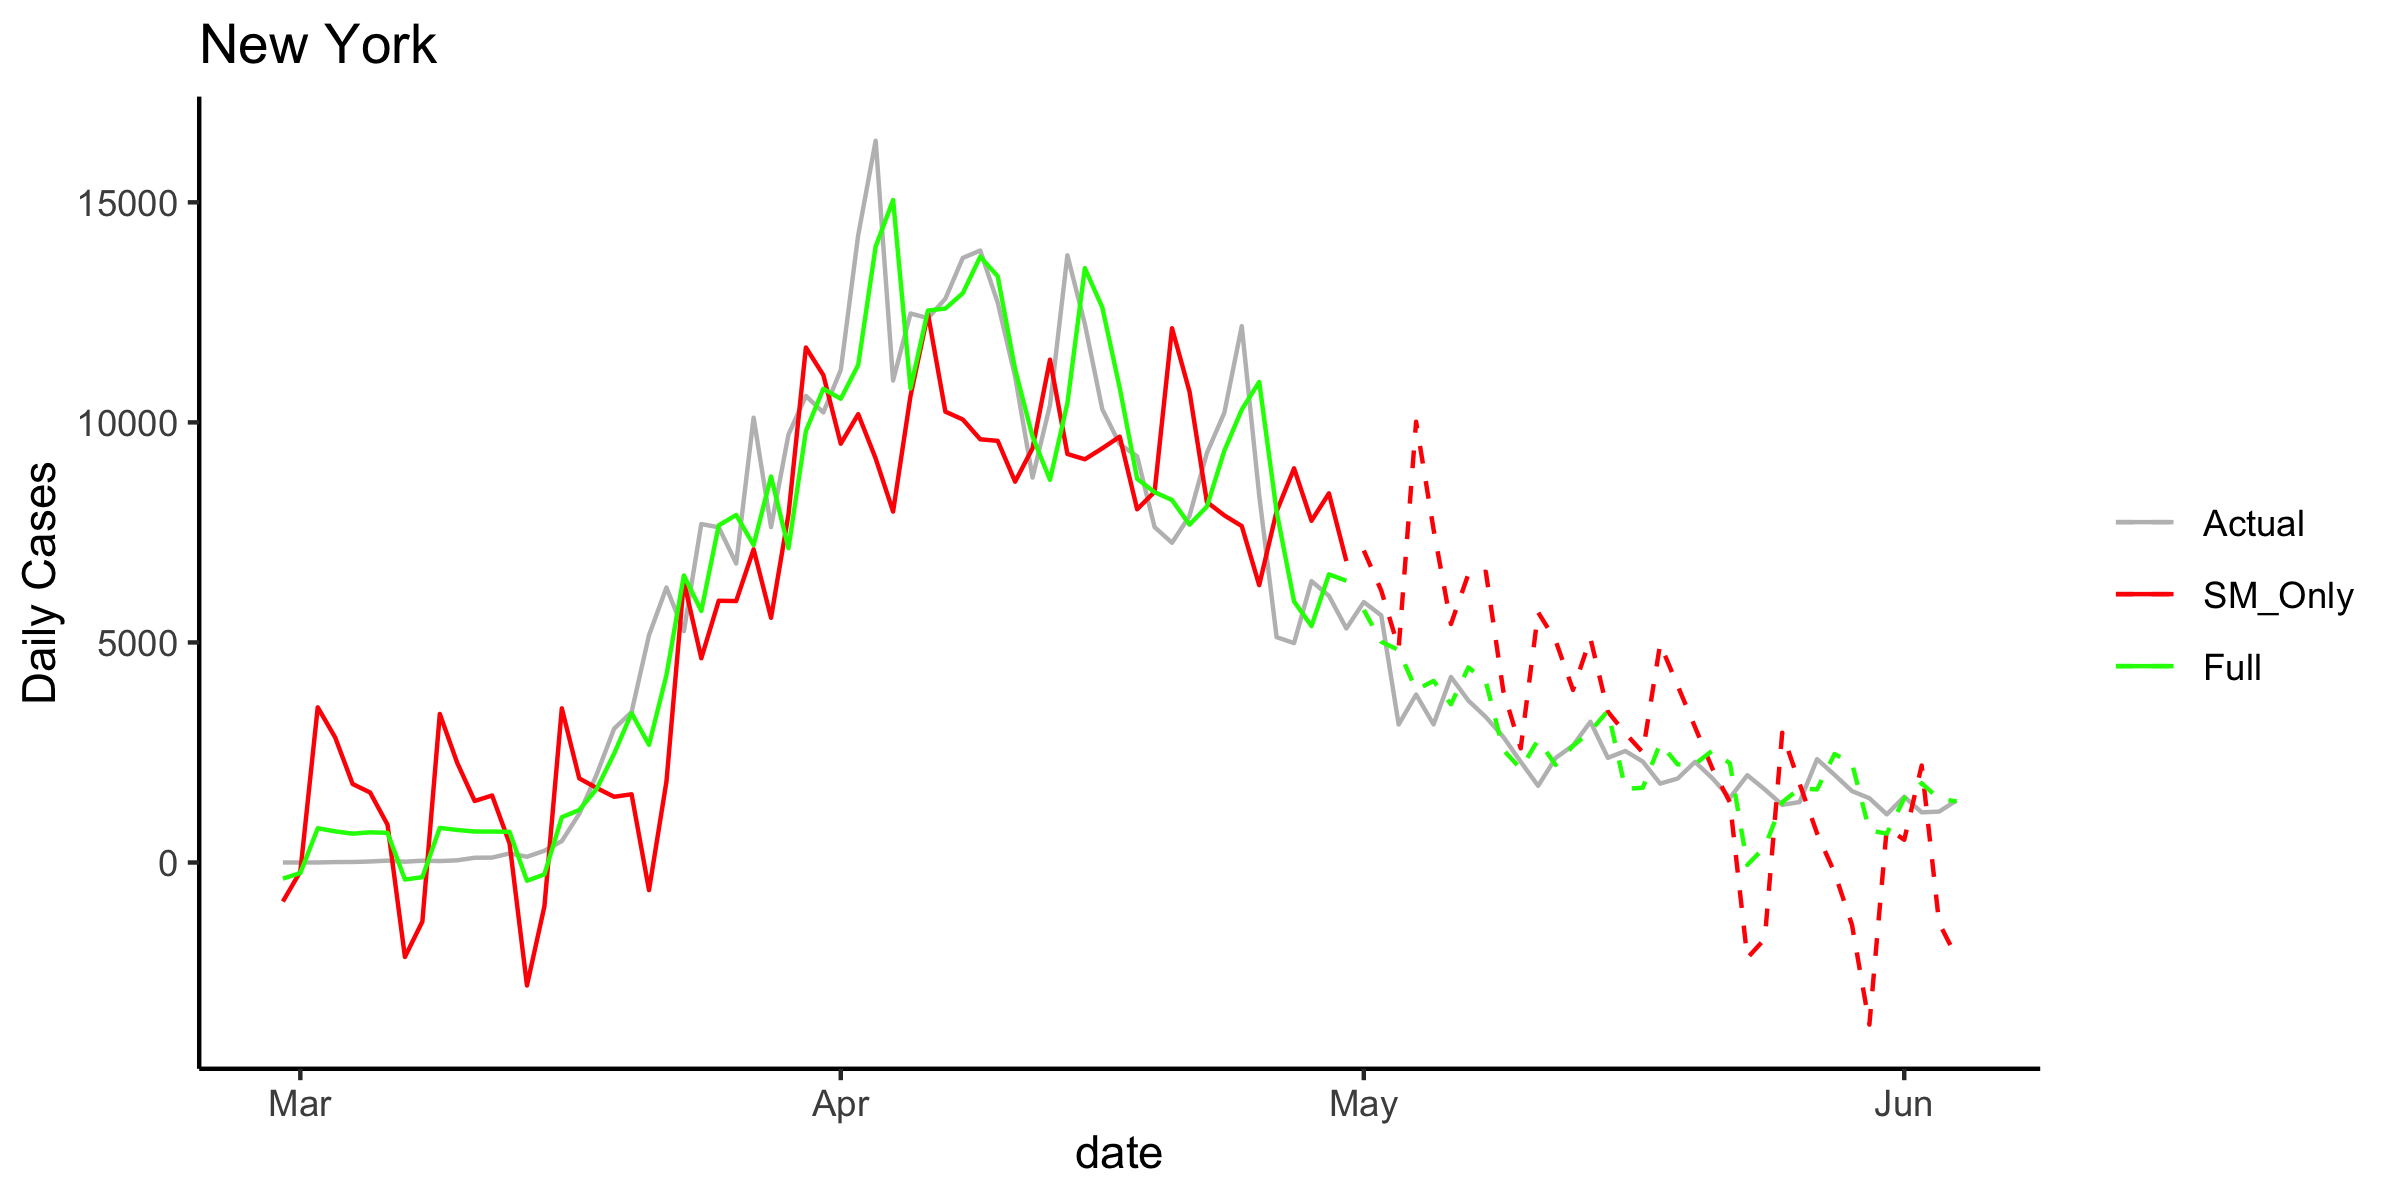 New York
Daily Cases
15000
10000
5000
0
Mar
Apr
May
Jun
date
Actual
SM_Only
Full